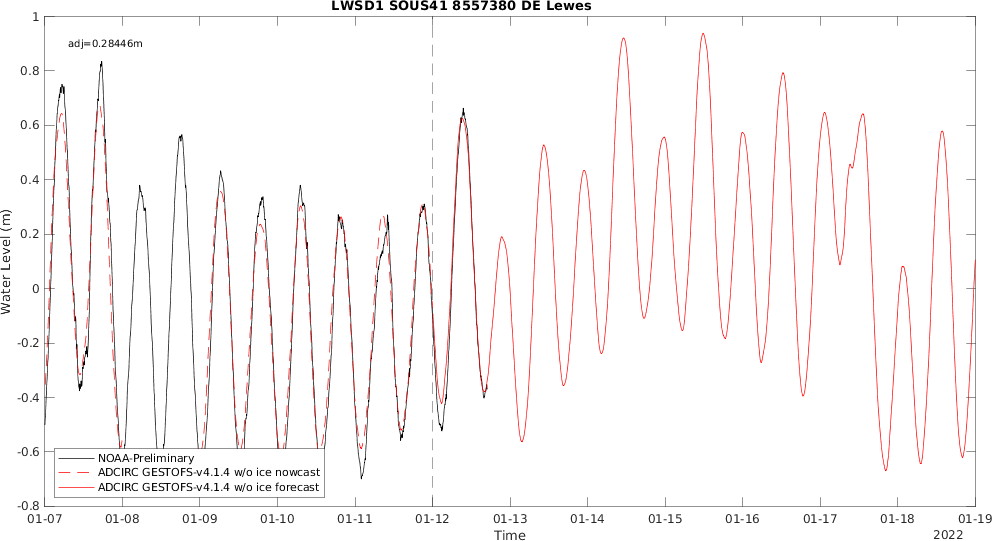 LWSD1 SOUS41 8557380 DE Lewes
adj=0.28446m
1
0.8
0.6
0.4
0.2
0
-0.2
-0.4
-0.6
-0.8
Water Level (m)
NOAA-Preliminary
ADCIRC GESTOFS-v4.1.4 w/o ice nowcast
ADCIRC GESTOFS-v4.1.4 w/o ice forecast
01-07 01-08 01-09 01-10 01-11 01-12 01-13 01-14 01-15 01-16 01-17 01-18 01-19
Time
2022